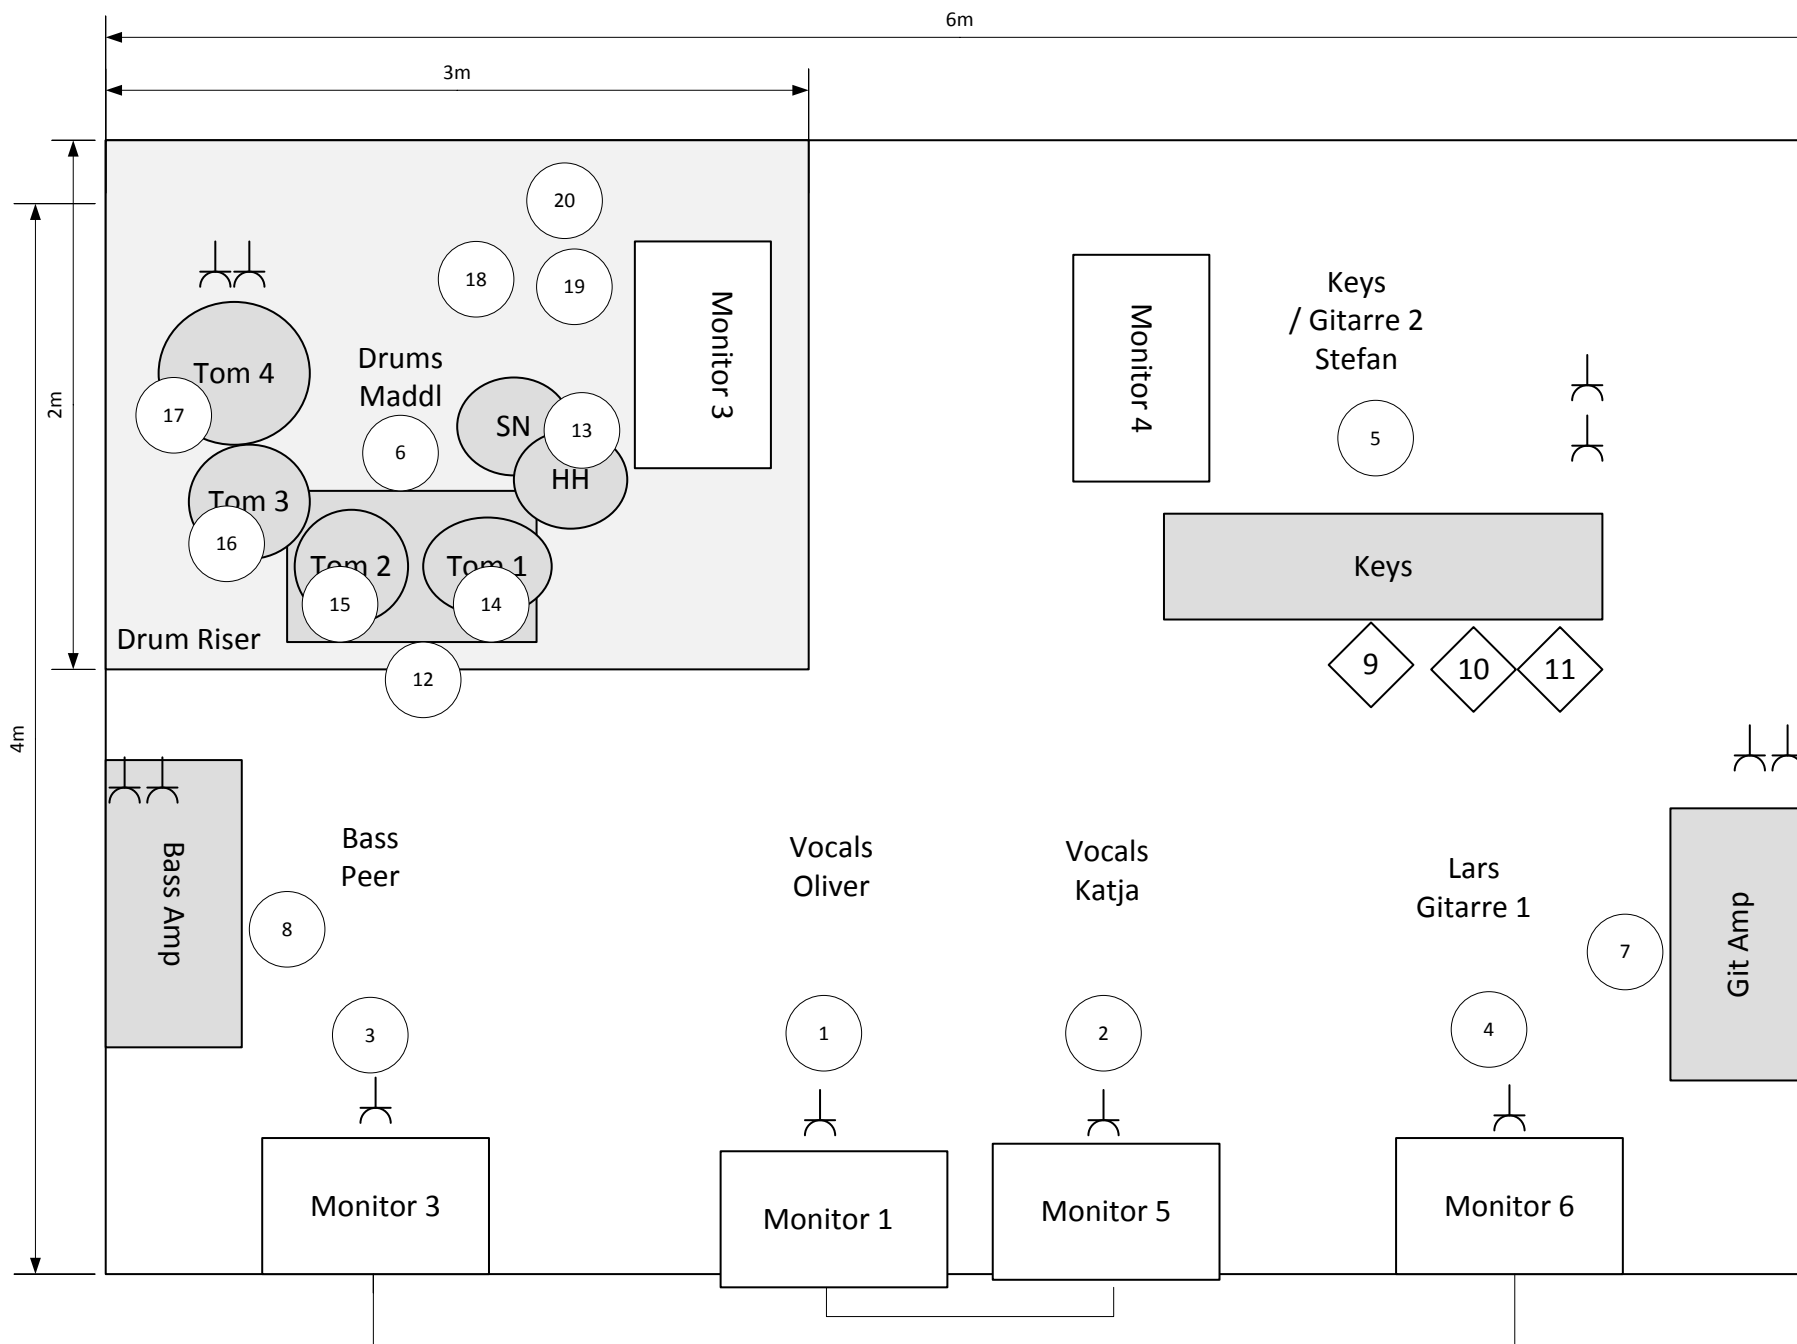 6m
3m
20
18
19
Monitor 3
Monitor 4
Keys
/ Gitarre 2
Stefan
Tom 4
Drums
Maddl
2m
17
SN
13
6
5
HH
Tom 3
16
Tom 2
Tom 1
Keys
15
14
Drum Riser
12
9
10
11
4m
Bass Amp
Bass
Peer
Vocals
Oliver
Vocals
Katja
Lars
Gitarre 1
Git Amp
8
7
3
1
2
4
Monitor 3
Monitor 1
Monitor 5
Monitor 6